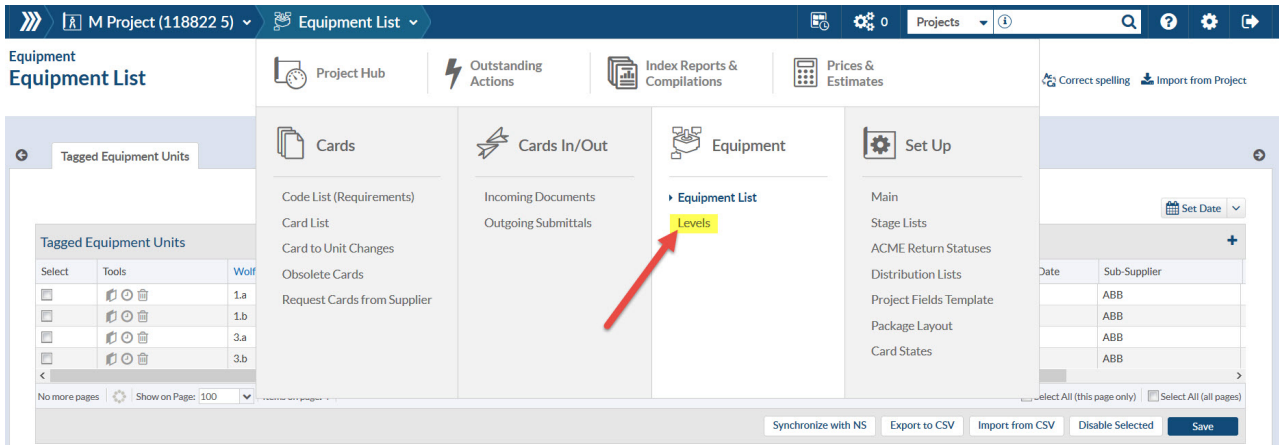 M Project (118822 5)
Equipment List
0
Projects
Equipment
Equipment List
Project Hub
Outstanding
Actions
Index Reports &
Compilations
Prices &
Estimates
Correct spelling
Import from Project
Tagged Equipment Units
Cards
Code List (Requirements)
Card List
Card to Unit Changes
Obsolete Cards
Request Cards from Supplier
Cards In/Out
Incoming Documents
Outgoing Submittals
Equipment
Equipment List
Levels
Set Up
Main
Stage Lists
ACME Return Statuses
Distribution Lists
Project Fields Template
Package Layout
Card States
Set Date
Tagged Equipment Units
Select Tools Wolf Date Sub-Supplier
1.a ABB
1.b ABB
3.a ABB
3.b ABB
No more pages Show on Page: 100 Select All (this page only) Select All (all pages)
Synchronize with NS Export to CSV Import from CSV Disable Selected Save